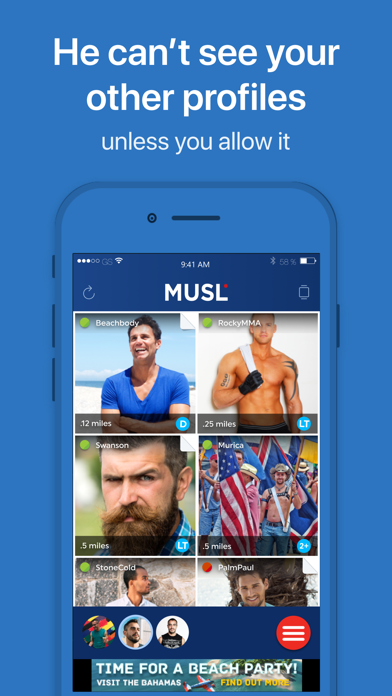 He can't see your
other profiles
unless you allow it
GS
9:41 AM
58 %
MUSL
Beachbody
RockyMMA
.12 miles
D
.25 miles
LT
Swanson
Murica
.5 miles
LT
.5 miles
2+
StoneCold
PalmPaul
TIME FOR A BEACH PARTY!
VISIT THE BAHAMAS
FIND OUT MORE